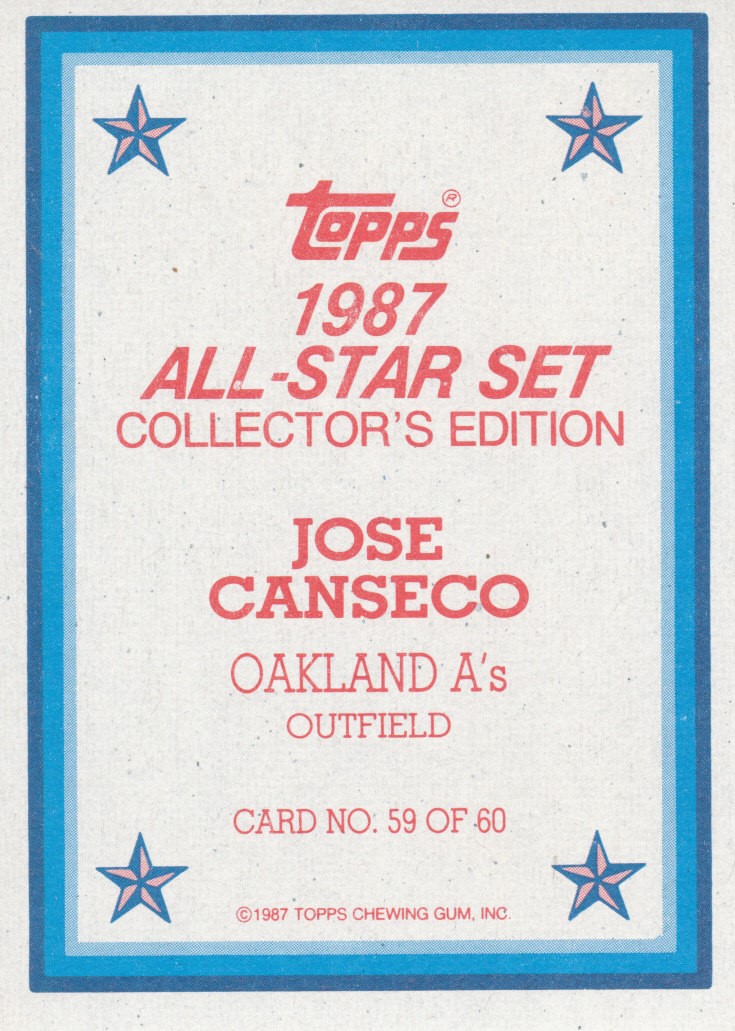 topps®
1987
ALL-STAR SET
COLLECTOR'S EDITION
JOSE
CANSECO
OAKLAND A's
OUTFIELD
CARD NO. 59 OF 60
©1987 TOPPS CHEWING GUM, INC.